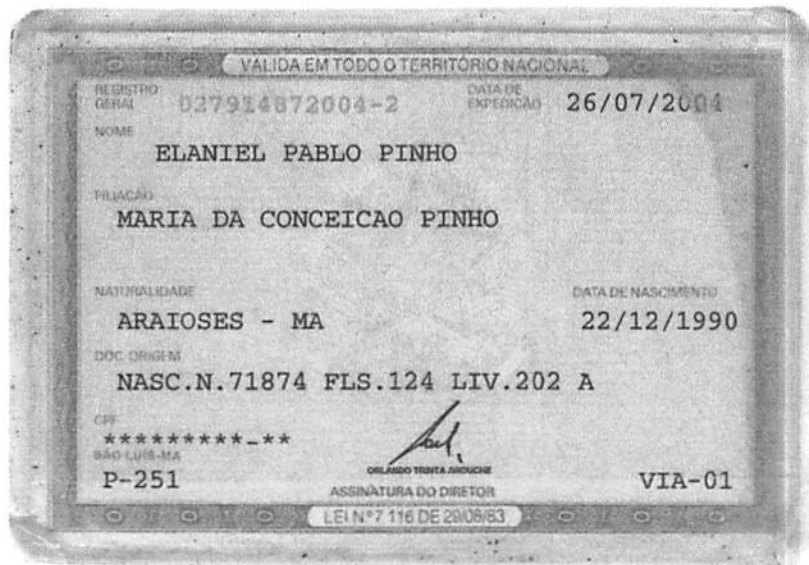 VALIDA EM TODO O TERRITÓRIO NACIONAL
REGISTRO GERAL 027914872004-2 DATA DE EXPEDIÇÃO 26/07/2004
NOME
ELANIEL PABLO PINHO
FILIAÇÃO
MARIA DA CONCEICAO PINHO
NATURALIDADE DATA DE NASCIMENTO
ARAIOSES - MA 22/12/1990
DOC. ORIGEM
NASC.N.71874 FLS.124 LIV.202 A
CPF
*********-**
SÃO LUIS-MA
P-251 ORLANDO TRINTA AROUCHE VIA-01
ASSINATURA DO DIRETOR
LEI Nº 7.116 DE 29/08/83